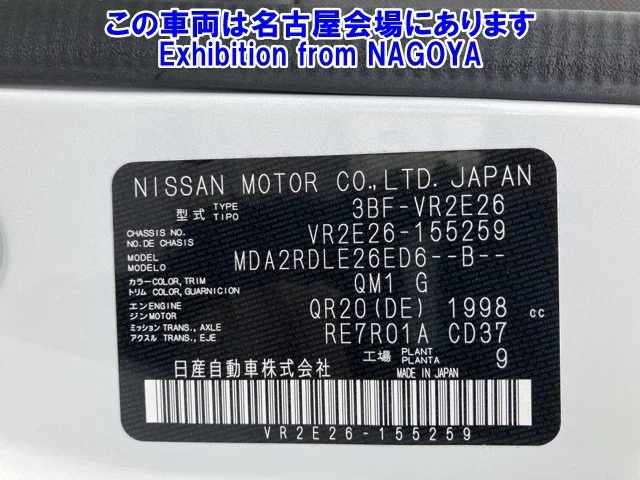 この車両は名古屋会場にあります
Exhibition from NAGOYA
NISSAN MOTOR CO.,LTD. JAPAN
型式 TYPE TIPO 3BF-VR2E26
CHASSIS NO. NO. DE CHASIS VR2E26-155259
MODEL MODELO MDA2RDLE26ED6--B--
カラー COLOR, TRIM トリム COLOR, GUARNICION QM1 G
エンジン ENGINE MOTOR QR20(DE) 1998 cc
ミッション TRANS., AXLE アクスル TRANS., EJE RE7R01A CD37
日産自動車株式会社 工場 PLANT PLANTA 9
MADE IN JAPAN
VR2E26-155259